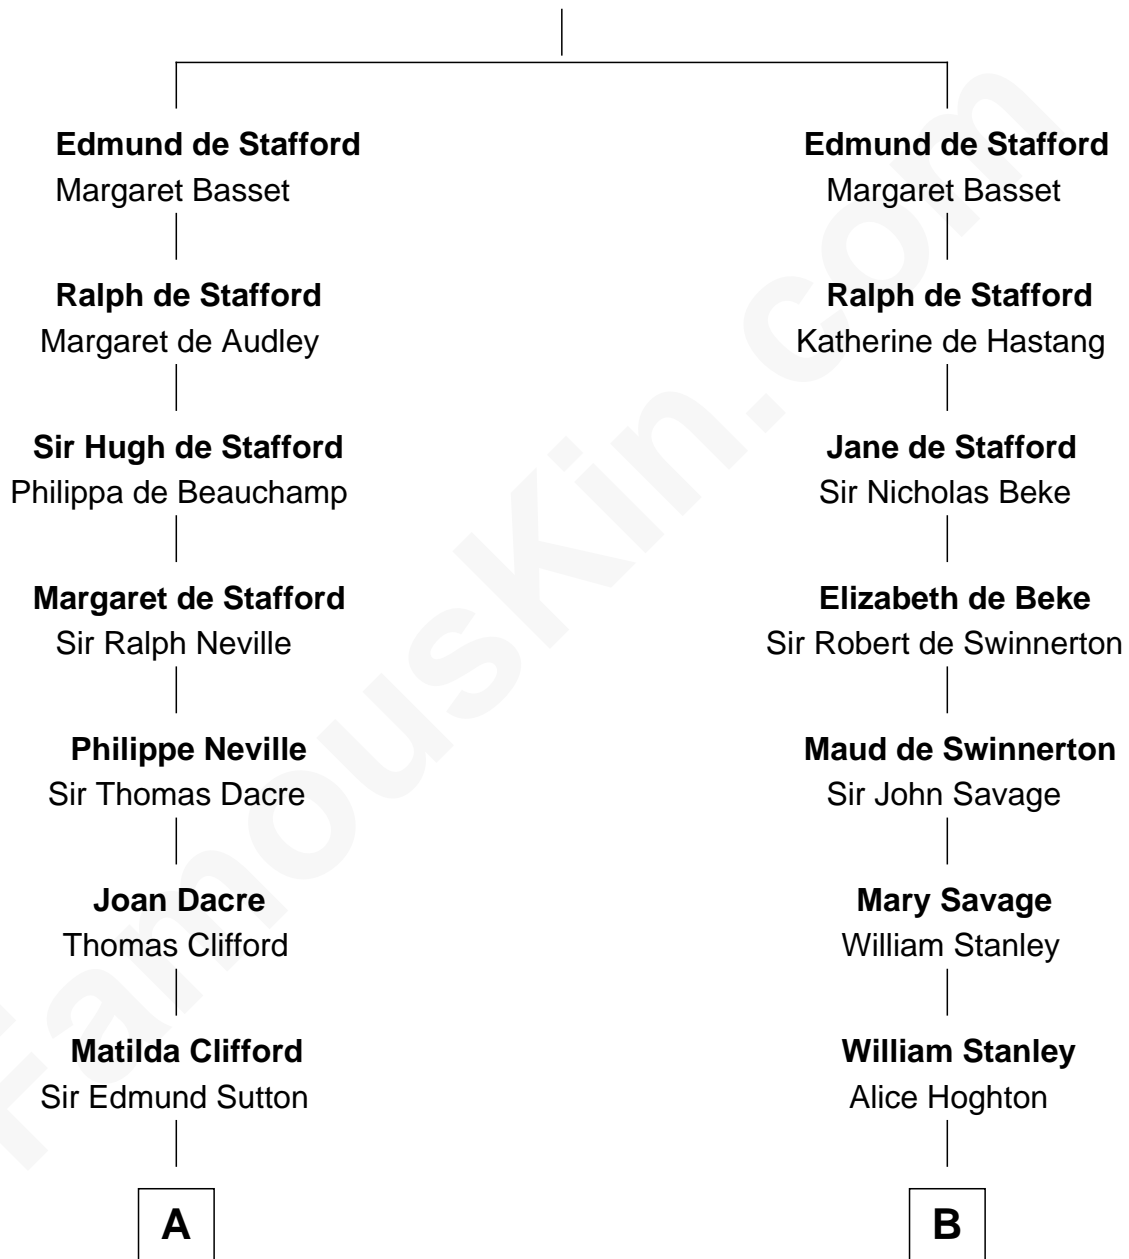 Edmund de Stafford
Margaret Basset
Ralph de Stafford
Margaret de Audley
Sir Hugh de Stafford
Philippa de Beauchamp
Margaret de Stafford
Sir Ralph Neville
Philippe Neville
Sir Thomas Dacre
Joan Dacre
Thomas Clifford
Matilda Clifford
Sir Edmund Sutton
A
Edmund de Stafford
Margaret Basset
Ralph de Stafford
Katherine de Hastang
Jane de Stafford
Sir Nicholas Beke
Elizabeth de Beke
Sir Robert de Swinnerton
Maud de Swinnerton
Sir John Savage
Mary Savage
William Stanley
William Stanley
Alice Hoghton
B
FamousKin.com